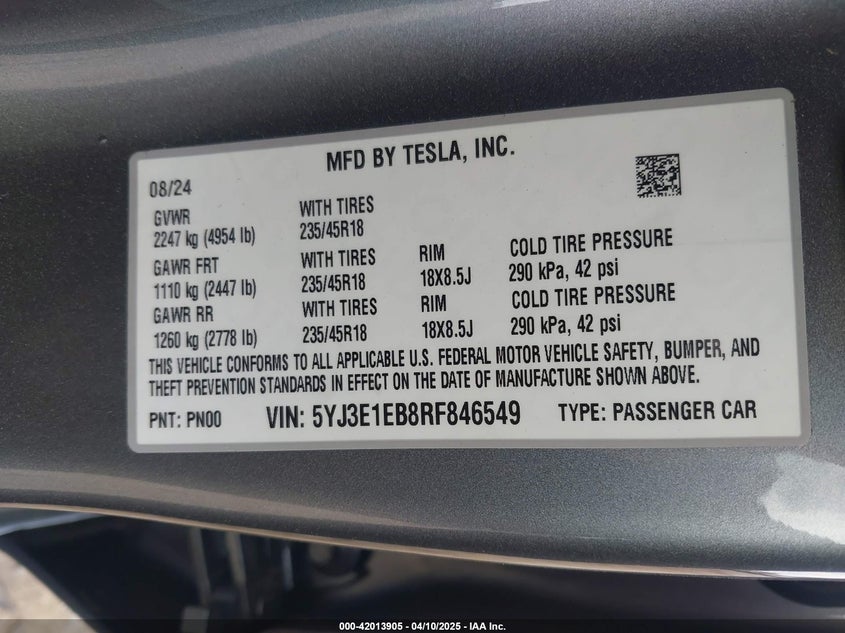 MFD BY TESLA, INC.
08/24
GVWR WITH TIRES
2247 kg (4954 lb) 235/45R18
GAWR FRT WITH TIRES RIM COLD TIRE PRESSURE
1110 kg (2447 lb) 235/45R18 18X8.5J 290 kPa, 42 psi
GAWR RR WITH TIRES RIM COLD TIRE PRESSURE
1260 kg (2778 lb) 235/45R18 18X8.5J 290 kPa, 42 psi
THIS VEHICLE CONFORMS TO ALL APPLICABLE U.S. FEDERAL MOTOR VEHICLE SAFETY, BUMPER, AND
THEFT PREVENTION STANDARDS IN EFFECT ON THE DATE OF MANUFACTURE SHOWN ABOVE.
PNT: PN00 VIN: 5YJ3E1EB8RF846549 TYPE: PASSENGER CAR
000-42013905 - 04/10/2025 - IAA Inc.